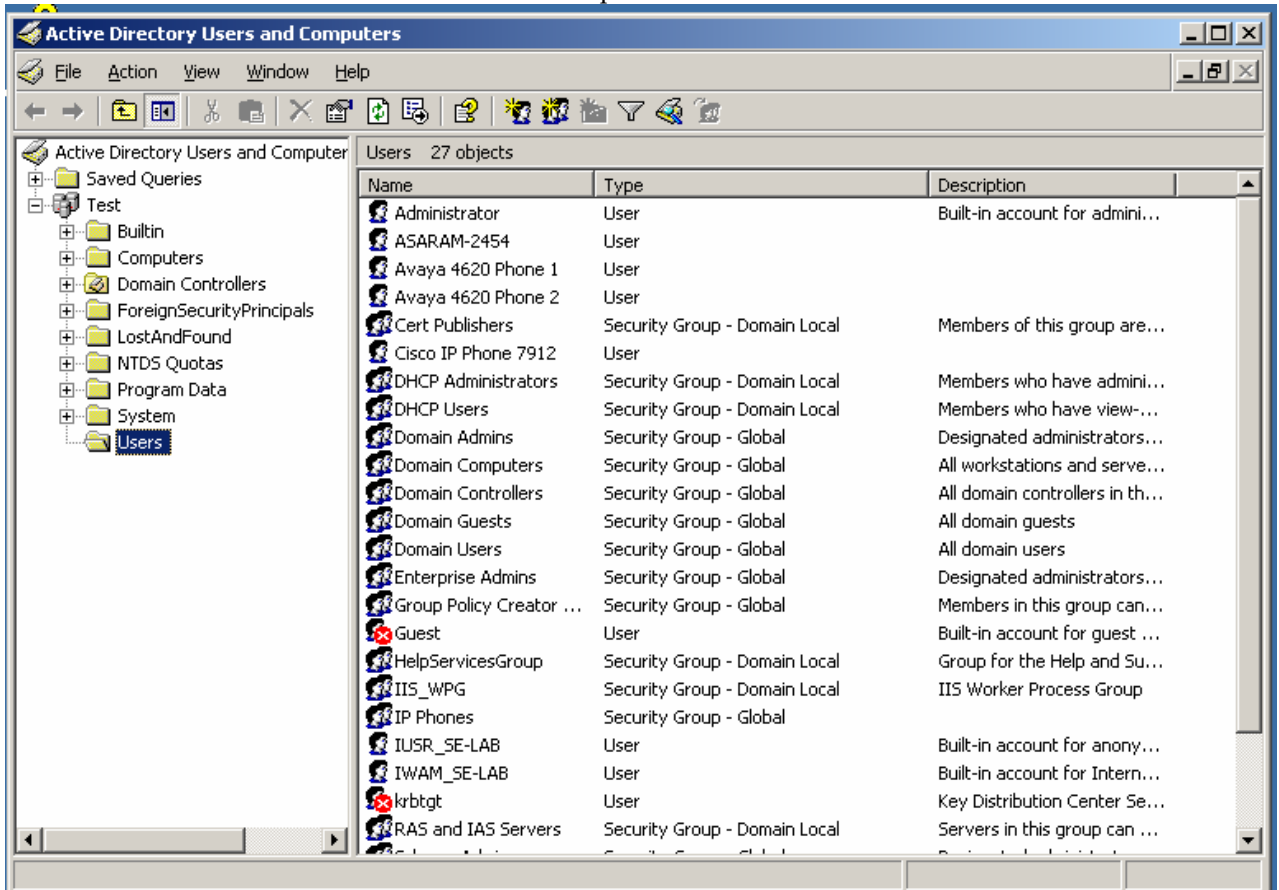 Active Directory Users and Computers
File Action View Window Help
Active Directory Users and Computer
Saved Queries
Test
Builtin
Computers
Domain Controllers
ForeignSecurityPrincipals
LostAndFound
NTDS Quotas
Program Data
System
Users
Users 27 objects
Name Type Description
Administrator User Built-in account for admini...
ASARAM-2454 User
Avaya 4620 Phone 1 User
Avaya 4620 Phone 2 User
Cert Publishers Security Group - Domain Local Members of this group are...
Cisco IP Phone 7912 User
DHCP Administrators Security Group - Domain Local Members who have admini...
DHCP Users Security Group - Domain Local Members who have view-...
Domain Admins Security Group - Global Designated administrators...
Domain Computers Security Group - Global All workstations and serve...
Domain Controllers Security Group - Global All domain controllers in th...
Domain Guests Security Group - Global All domain guests
Domain Users Security Group - Global All domain users
Enterprise Admins Security Group - Global Designated administrators...
Group Policy Creator ... Security Group - Global Members in this group can...
Guest User Built-in account for guest ...
HelpServicesGroup Security Group - Domain Local Group for the Help and Su...
IIS_WPG Security Group - Domain Local IIS Worker Process Group
IP Phones Security Group - Global
IUSR_SE-LAB User Built-in account for anony...
IWAM_SE-LAB User Built-in account for Intern...
krbtgt User Key Distribution Center Se...
RAS and IAS Servers Security Group - Domain Local Servers in this group can ...